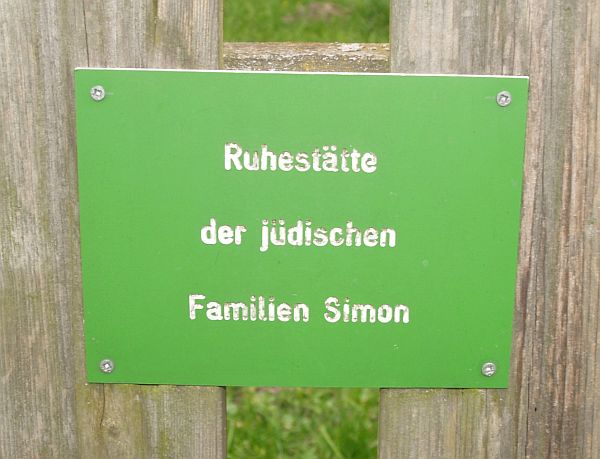 Ruhestätte
der jüdischen
Familien Simon